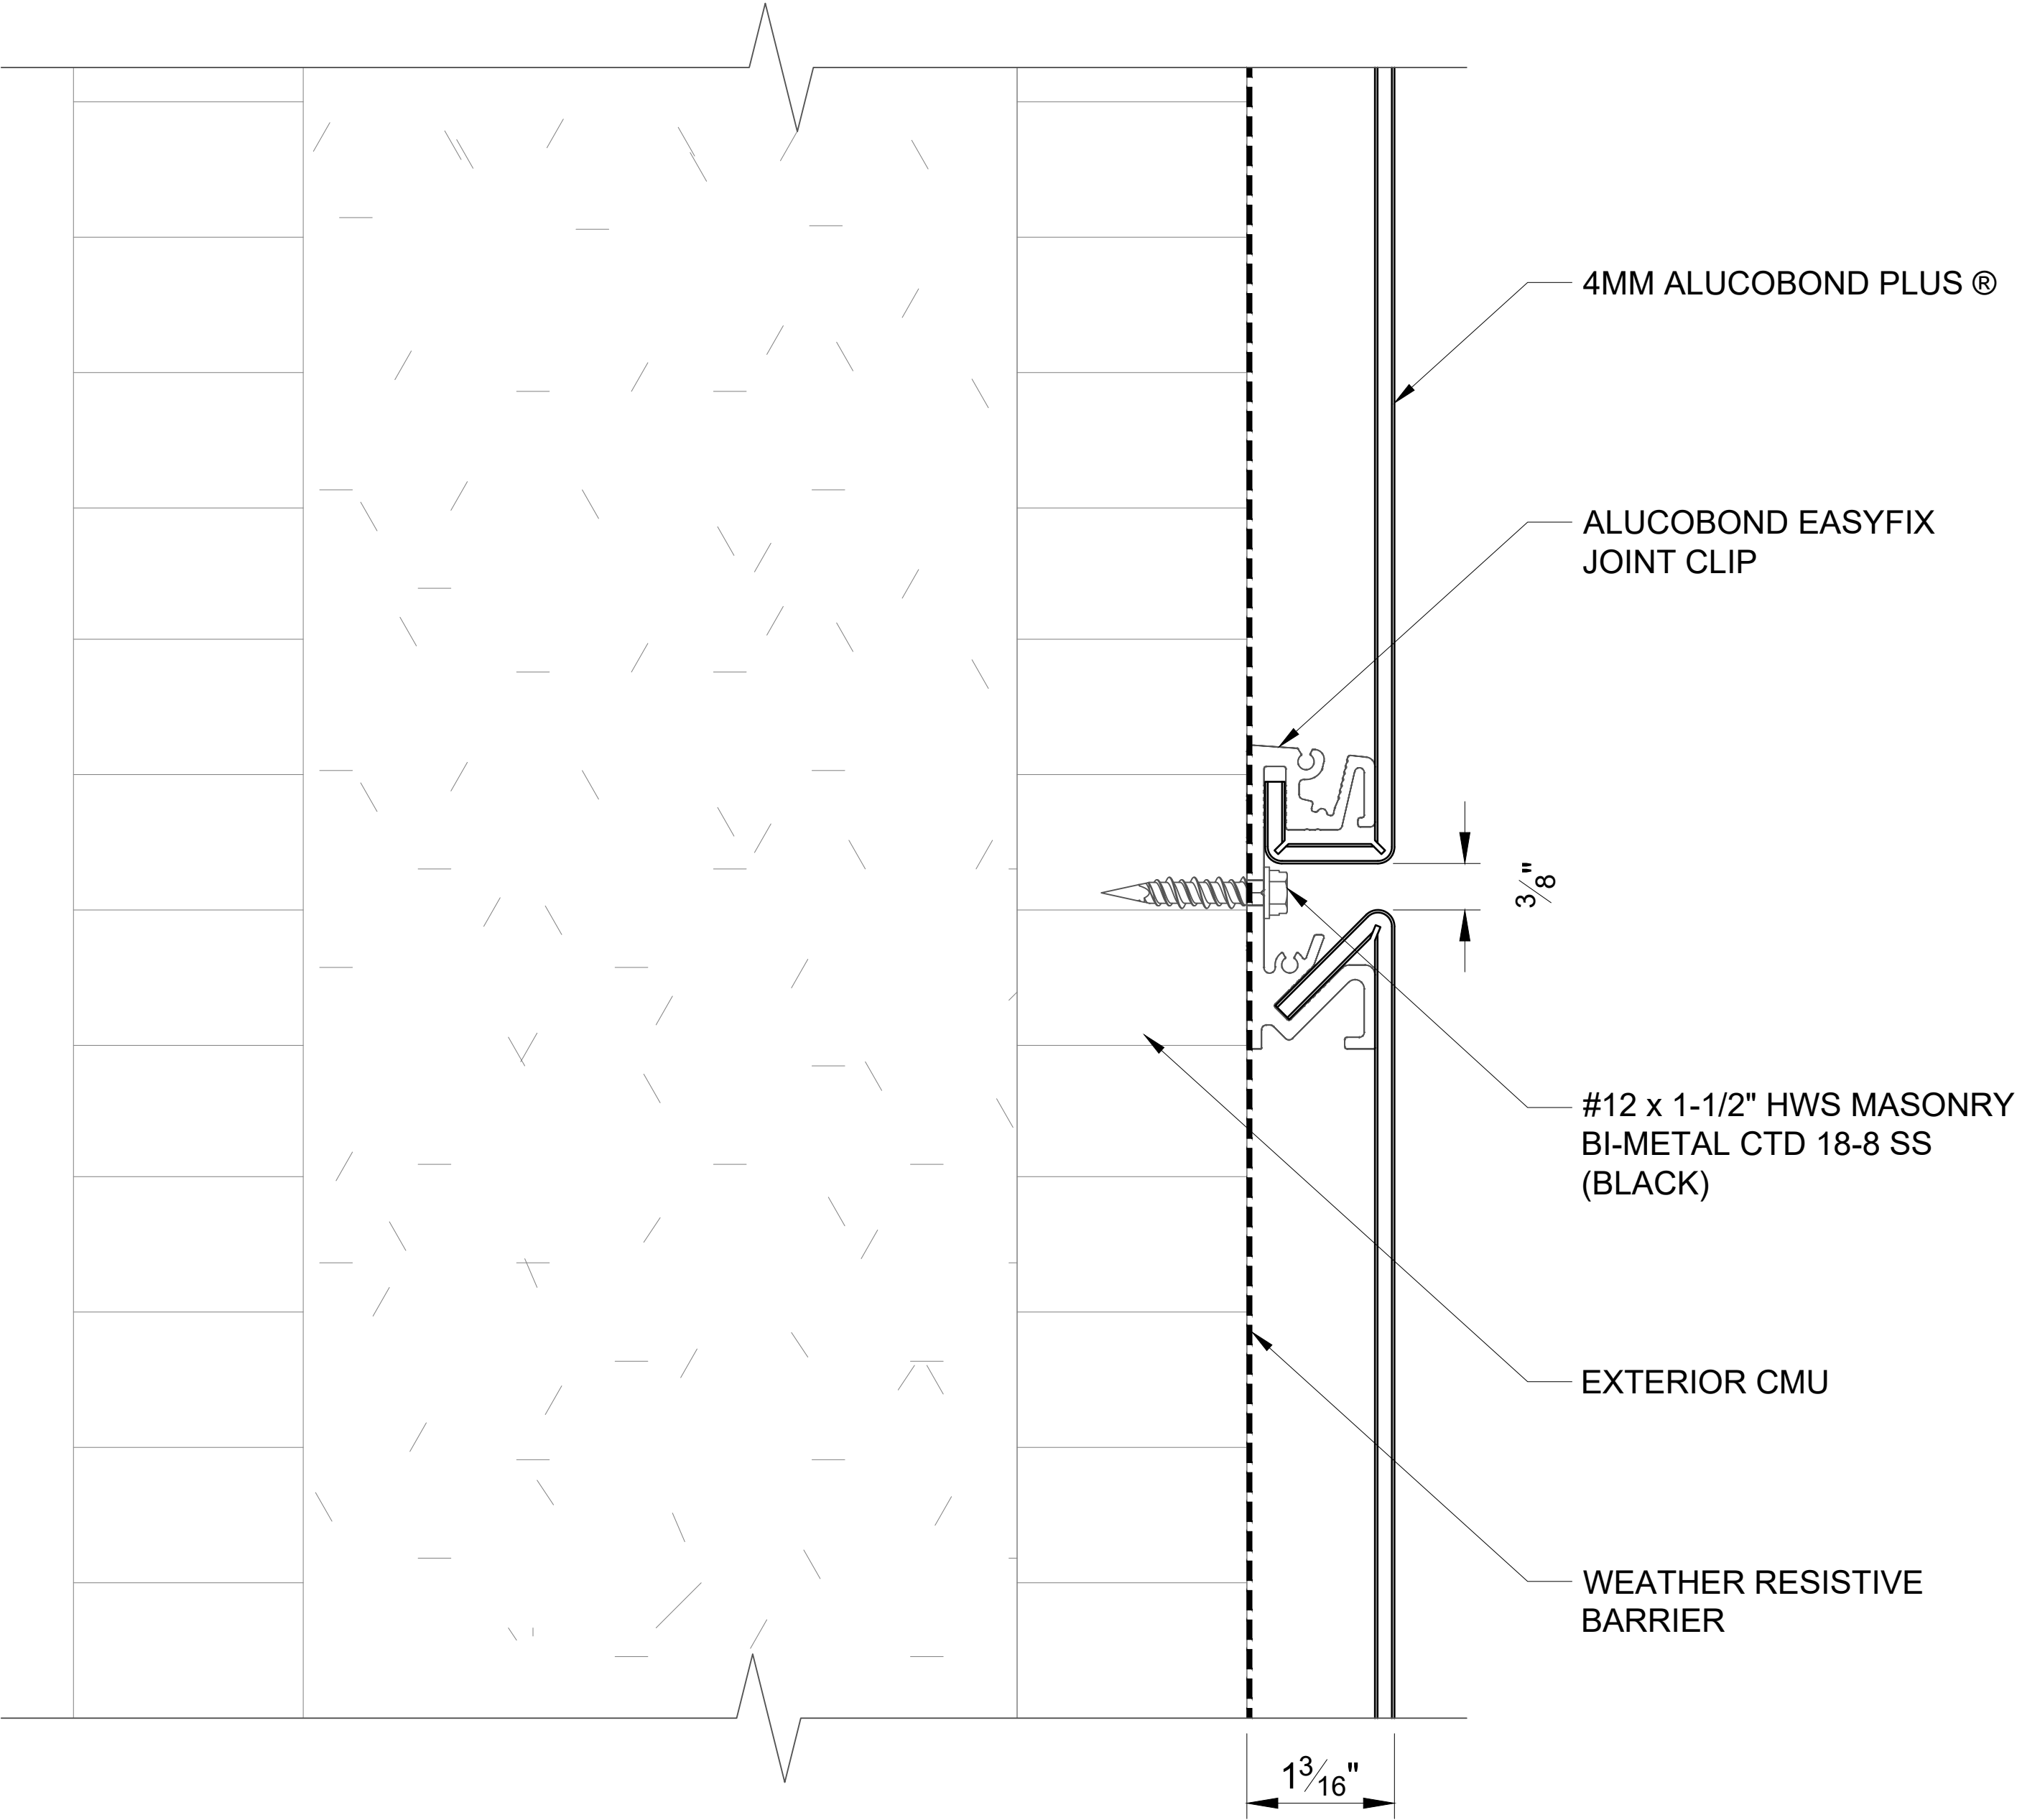 4MM ALUCOBOND PLUS ®
ALUCOBOND EASYFIX
JOINT CLIP
3/8"
#12 x 1-1/2" HWS MASONRY
BI-METAL CTD 18-8 SS
(BLACK)
EXTERIOR CMU
WEATHER RESISTIVE
BARRIER
1 3/16"